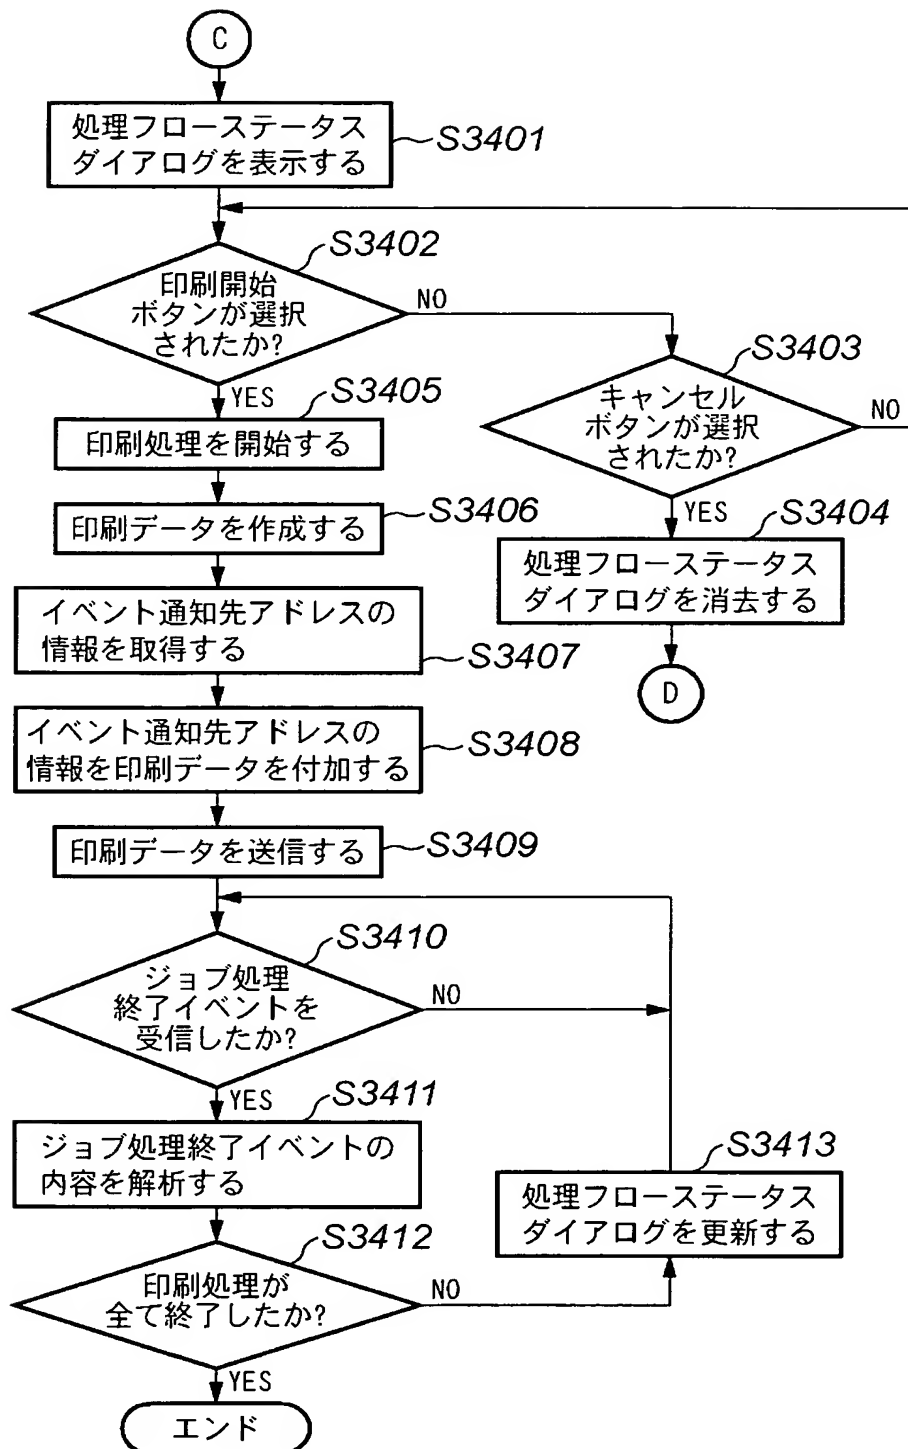 C
処理フローステータス
ダイアログを表示する
S3401
S3402
印刷開始
ボタンが選択
されたか?
NO
YES
S3403
キャンセル
ボタンが選択
されたか?
NO
YES
S3404
処理フローステータス
ダイアログを消去する
D
S3405
印刷処理を開始する
S3406
印刷データを作成する
イベント通知先アドレスの
情報を取得する
S3407
イベント通知先アドレスの
情報を印刷データを付加する
S3408
印刷データを送信する
S3409
S3410
ジョブ処理
終了イベントを
受信したか?
NO
YES
S3411
ジョブ処理終了イベントの
内容を解析する
S3412
印刷処理が
全て終了したか?
NO
YES
S3413
処理フローステータス
ダイアログを更新する
エンド